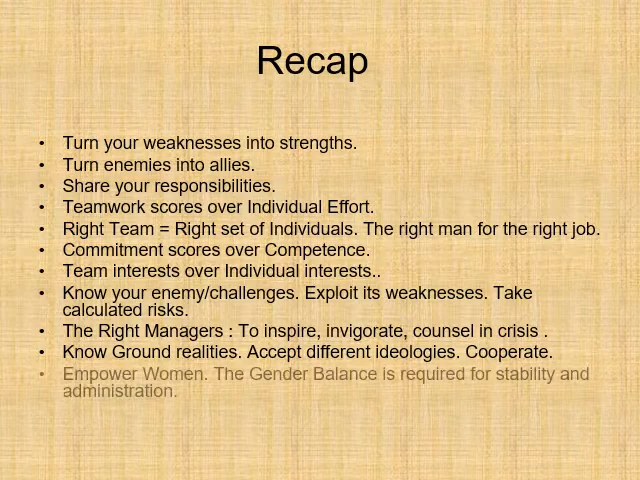 Recap
• Turn your weaknesses into strengths.
• Turn enemies into allies.
• Share your responsibilities.
• Teamwork scores over Individual Effort.
• Right Team = Right set of Individuals. The right man for the right job.
• Commitment scores over Competence.
• Team interests over Individual interests..
• Know your enemy/challenges. Exploit its weaknesses. Take
calculated risks.
• The Right Managers : To inspire, invigorate, counsel in crisis .
• Know Ground realities. Accept different ideologies. Cooperate.
• Empower Women. The Gender Balance is required for stability and
administration.